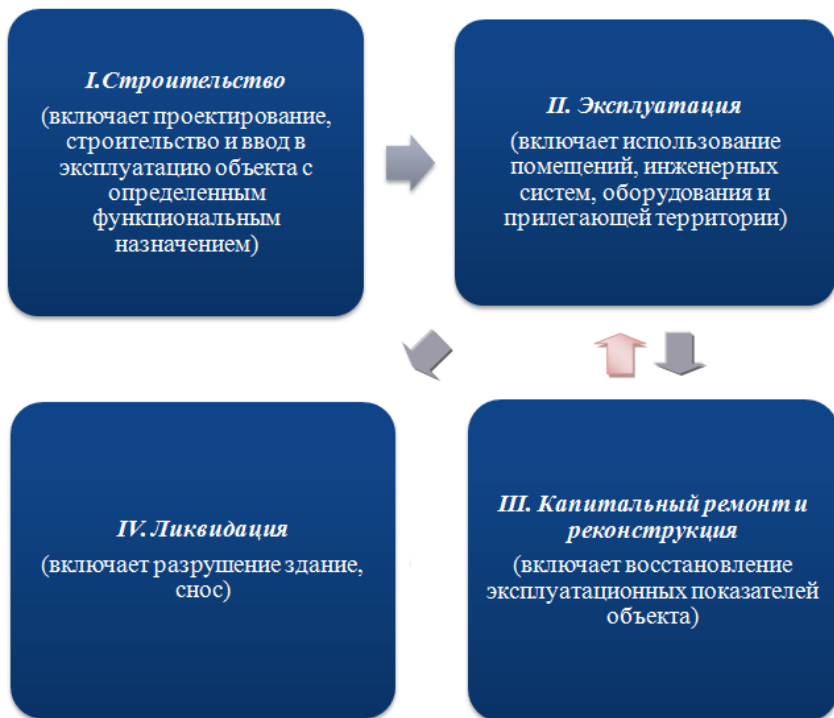 I.Строительство
(включает проектирование,
строительство и ввод в
эксплуатацию объекта с
определенным
функциональным
назначением)
II. Эксплуатация
(включает использование
помещений, инженерных
систем, оборудования и
прилегающей территории)
IV. Ликвидация
(включает разрушение здание,
снос)
III. Капитальный ремонт и
реконструкция
(включает восстановление
эксплуатационных показателей
объекта)